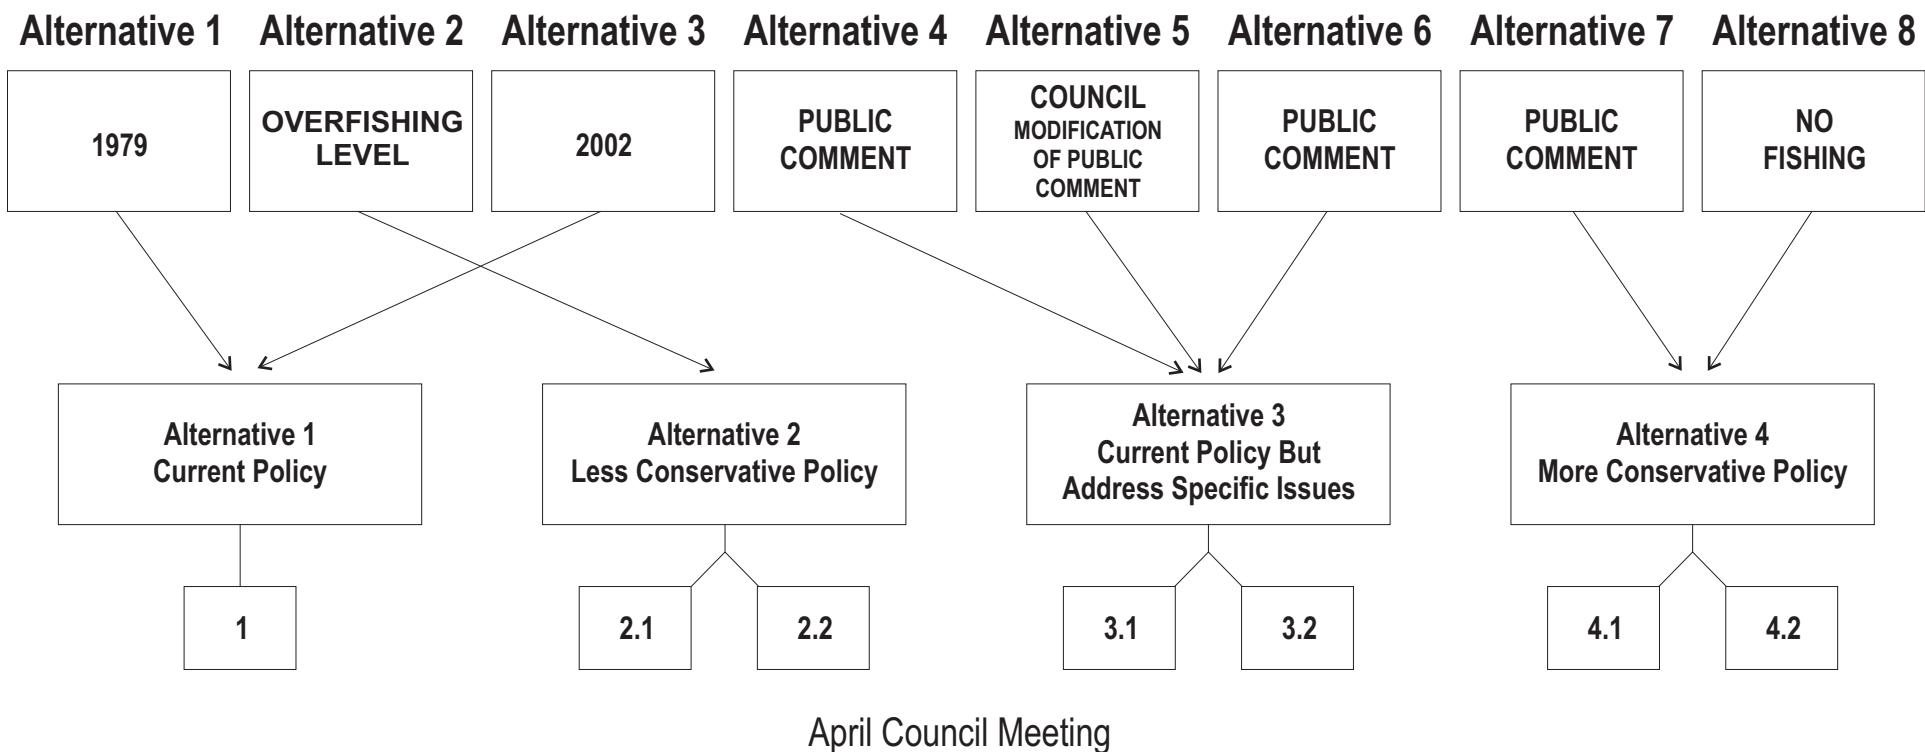 Alternative 1 Alternative 2 Alternative 3 Alternative 4 Alternative 5 Alternative 6 Alternative 7 Alternative 8
1979
OVERFISHING
LEVEL
2002
PUBLIC
COMMENT
COUNCIL
MODIFICATION
OF PUBLIC
COMMENT
PUBLIC
COMMENT
PUBLIC
COMMENT
NO
FISHING
Alternative 1
Current Policy
Alternative 2
Less Conservative Policy
Alternative 3
Current Policy But
Address Specific Issues
Alternative 4
More Conservative Policy
1
2.1
2.2
3.1
3.2
4.1
4.2
April Council Meeting